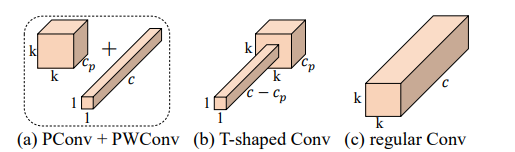 k
+
k
c_p
c
1
1
k
k
c_p
c − c_p
1
1
k
k
c
(a) PConv + PWConv (b) T-shaped Conv (c) regular Conv